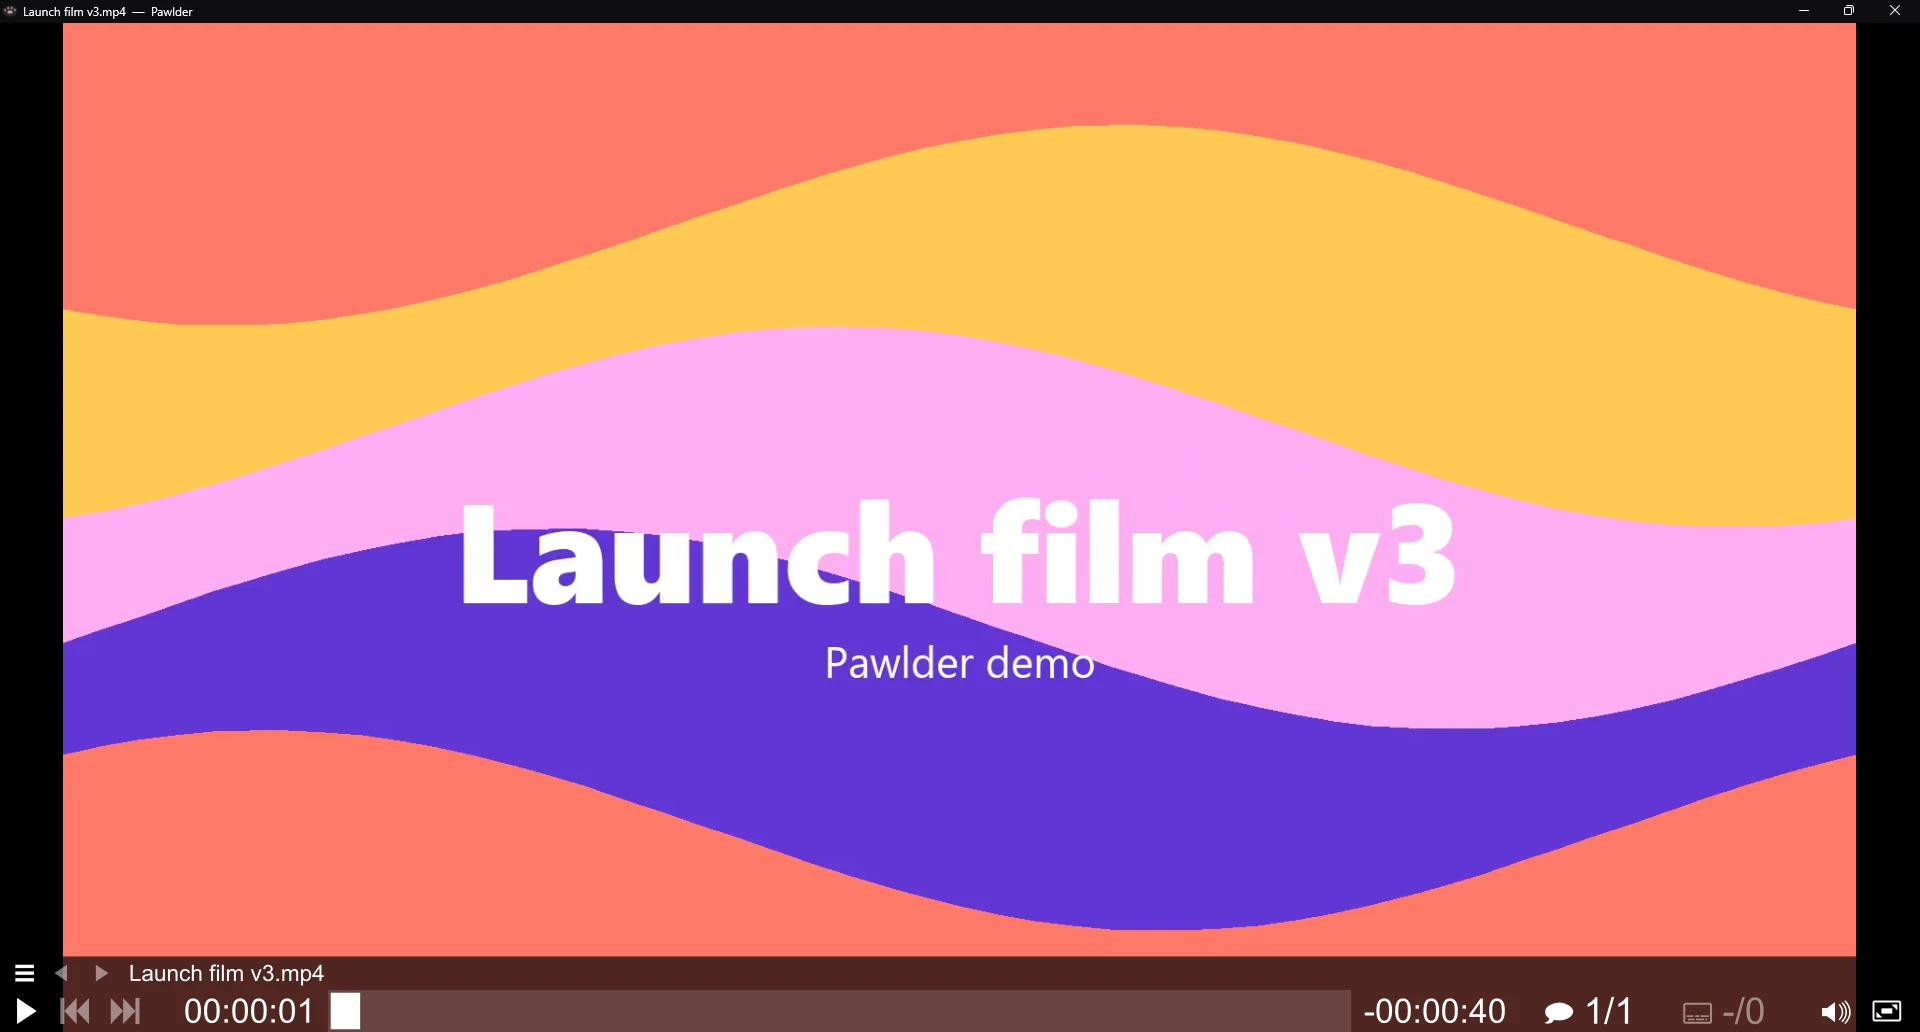 Launch film v3.mp4 — Pawlder
Launch film v3
Pawlder demo
Launch film v3.mp4
00:00:01 -00:00:40 1/1 -/0